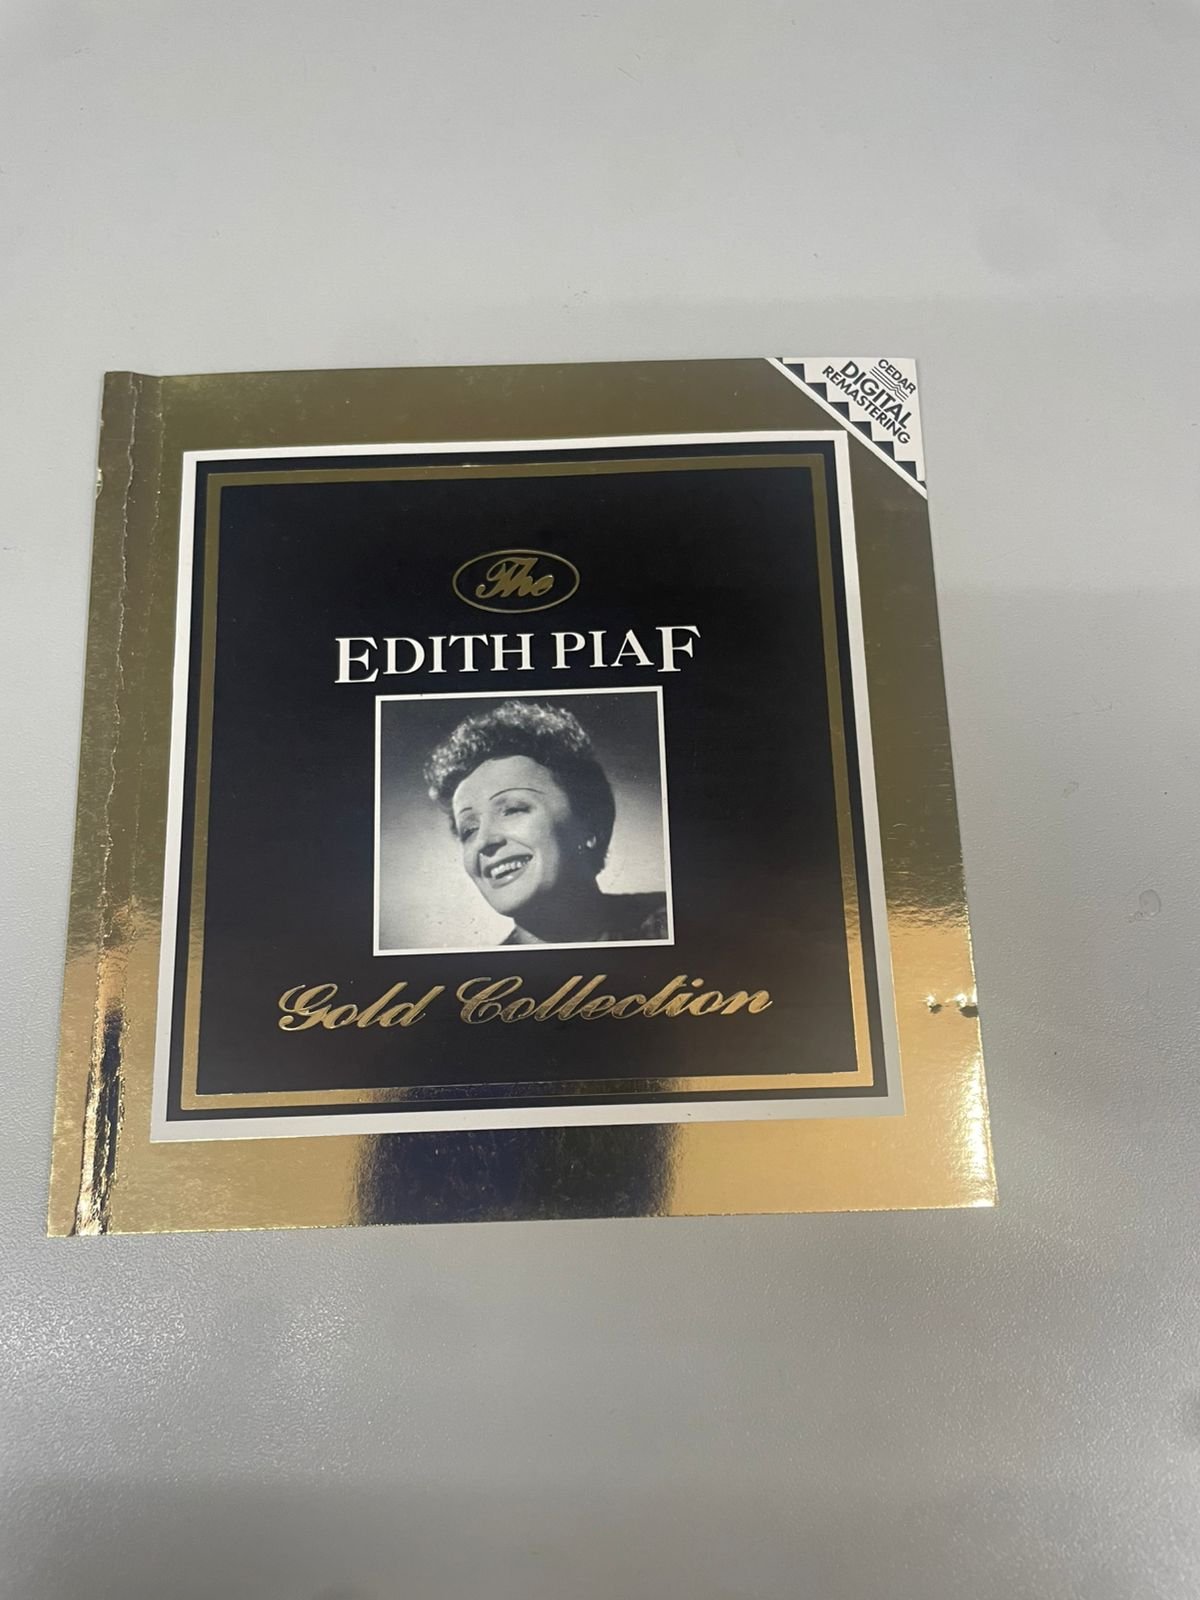 CEDAR
DIGITAL
REMASTERING
The
EDITH PIAF
Gold Collection